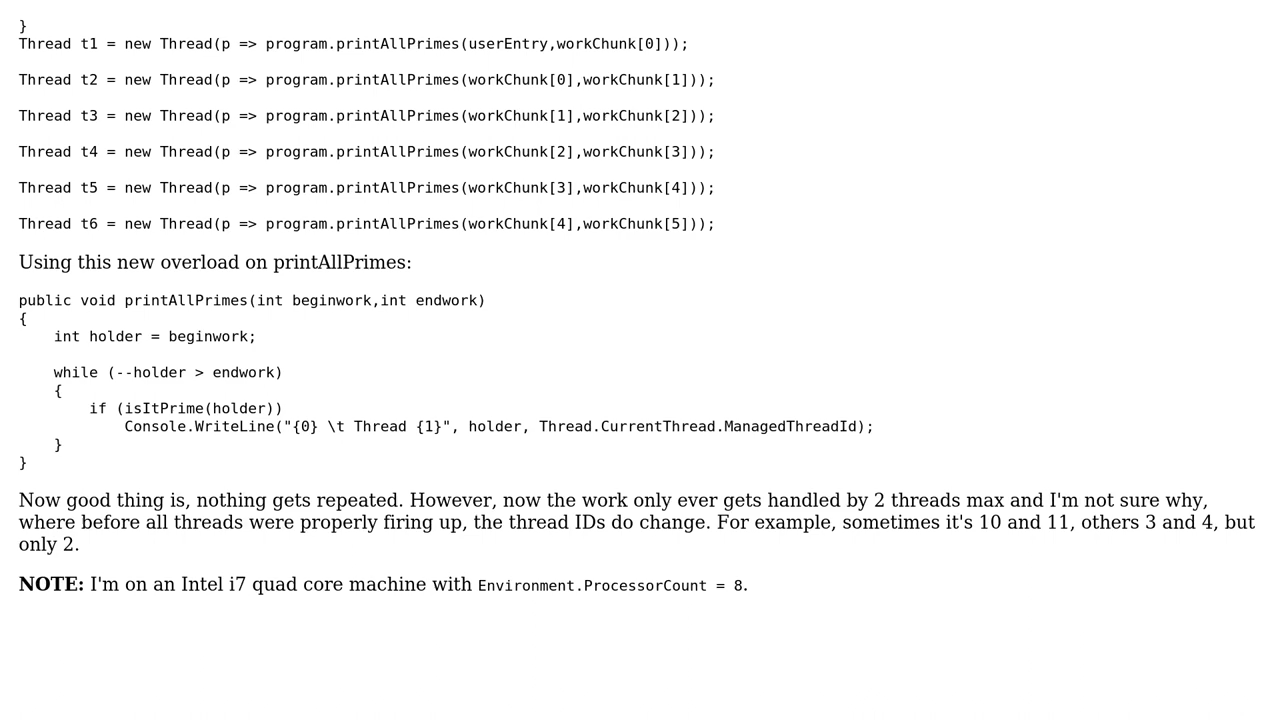 }
Thread t1 = new Thread(p => program.printAllPrimes(userEntry,workChunk[0]));
Thread t2 = new Thread(p => program.printAllPrimes(workChunk[0],workChunk[1]));
Thread t3 = new Thread(p => program.printAllPrimes(workChunk[1],workChunk[2]));
Thread t4 = new Thread(p => program.printAllPrimes(workChunk[2],workChunk[3]));
Thread t5 = new Thread(p => program.printAllPrimes(workChunk[3],workChunk[4]));
Thread t6 = new Thread(p => program.printAllPrimes(workChunk[4],workChunk[5]));
Using this new overload on printAllPrimes:
public void printAllPrimes(int beginwork,int endwork)
{
    int holder = beginwork;
    while (--holder > endwork)
    {
        if (isItPrime(holder))
            Console.WriteLine("{0} \t Thread {1}", holder, Thread.CurrentThread.ManagedThreadId);
    }
}
Now good thing is, nothing gets repeated. However, now the work only ever gets handled by 2 threads max and I'm not sure why,
where before all threads were properly firing up, the thread IDs do change. For example, sometimes it's 10 and 11, others 3 and 4, but
only 2.
NOTE: I'm on an Intel i7 quad core machine with Environment.ProcessorCount = 8.